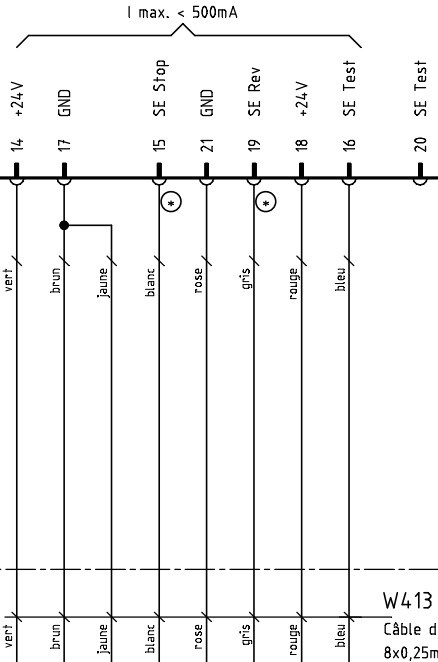 I max. < 500mA
+24V GND SE Stop GND SE Rev +24V SE Test SE Test
14 17 15 21 19 18 16 20
* *
vert brun jaune blanc rose gris rouge bleu
W413
vert brun jaune blanc rose gris rouge bleu
Câble d
8x0,25m